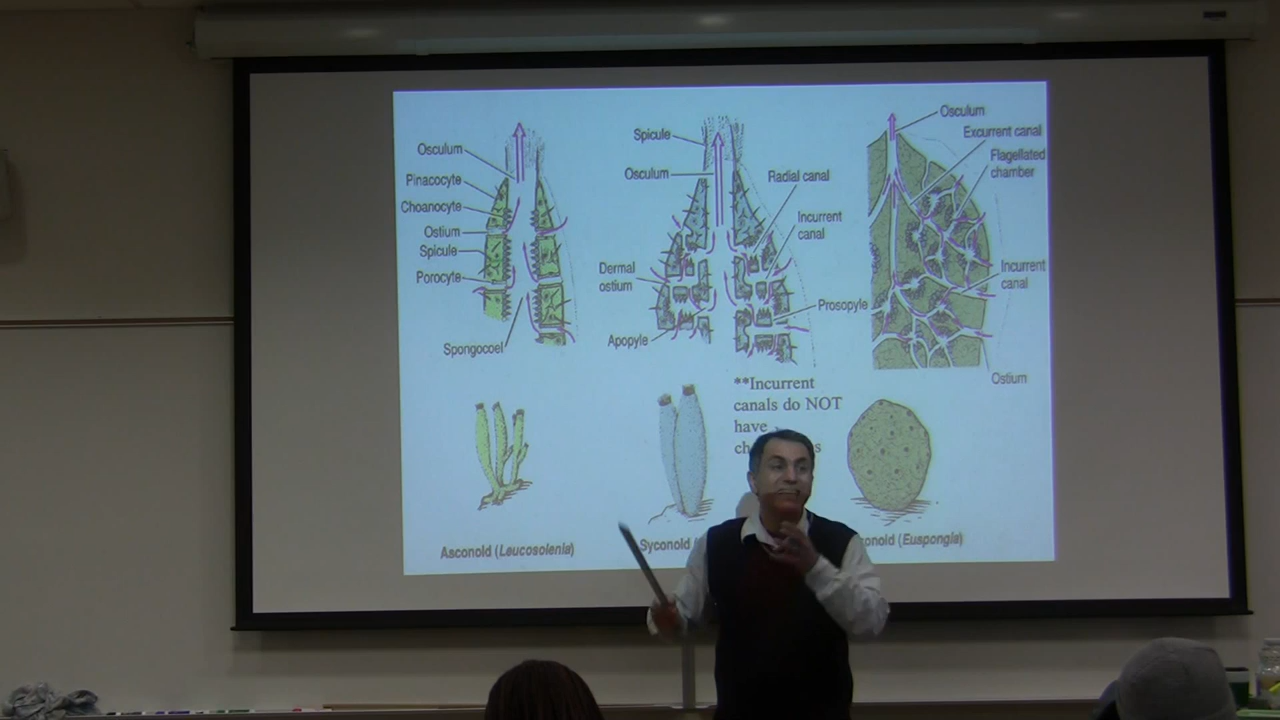 Osculum
Pinacocyte
Choanocyte
Ostium
Spicule
Porocyte
Spongocoel
Asconoid (Leucosolenia)
Spicule
Osculum
Radial canal
Incurrent
canal
Dermal
ostium
Prosopyle
Apopyle
**Incurrent
canals do NOT
have
Syconoid
Osculum
Excurrent canal
Flagellated
chamber
Incurrent
canal
Ostium
(Euspongia)